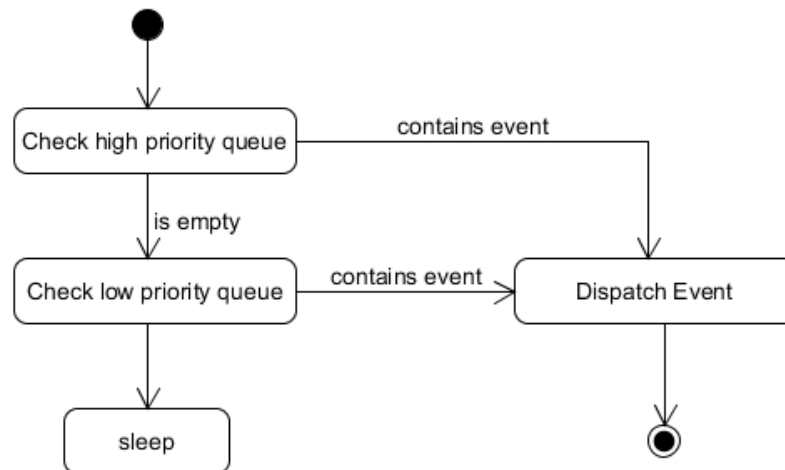 Check high priority queue
contains event
is empty
Check low priority queue
contains event
Dispatch Event
sleep